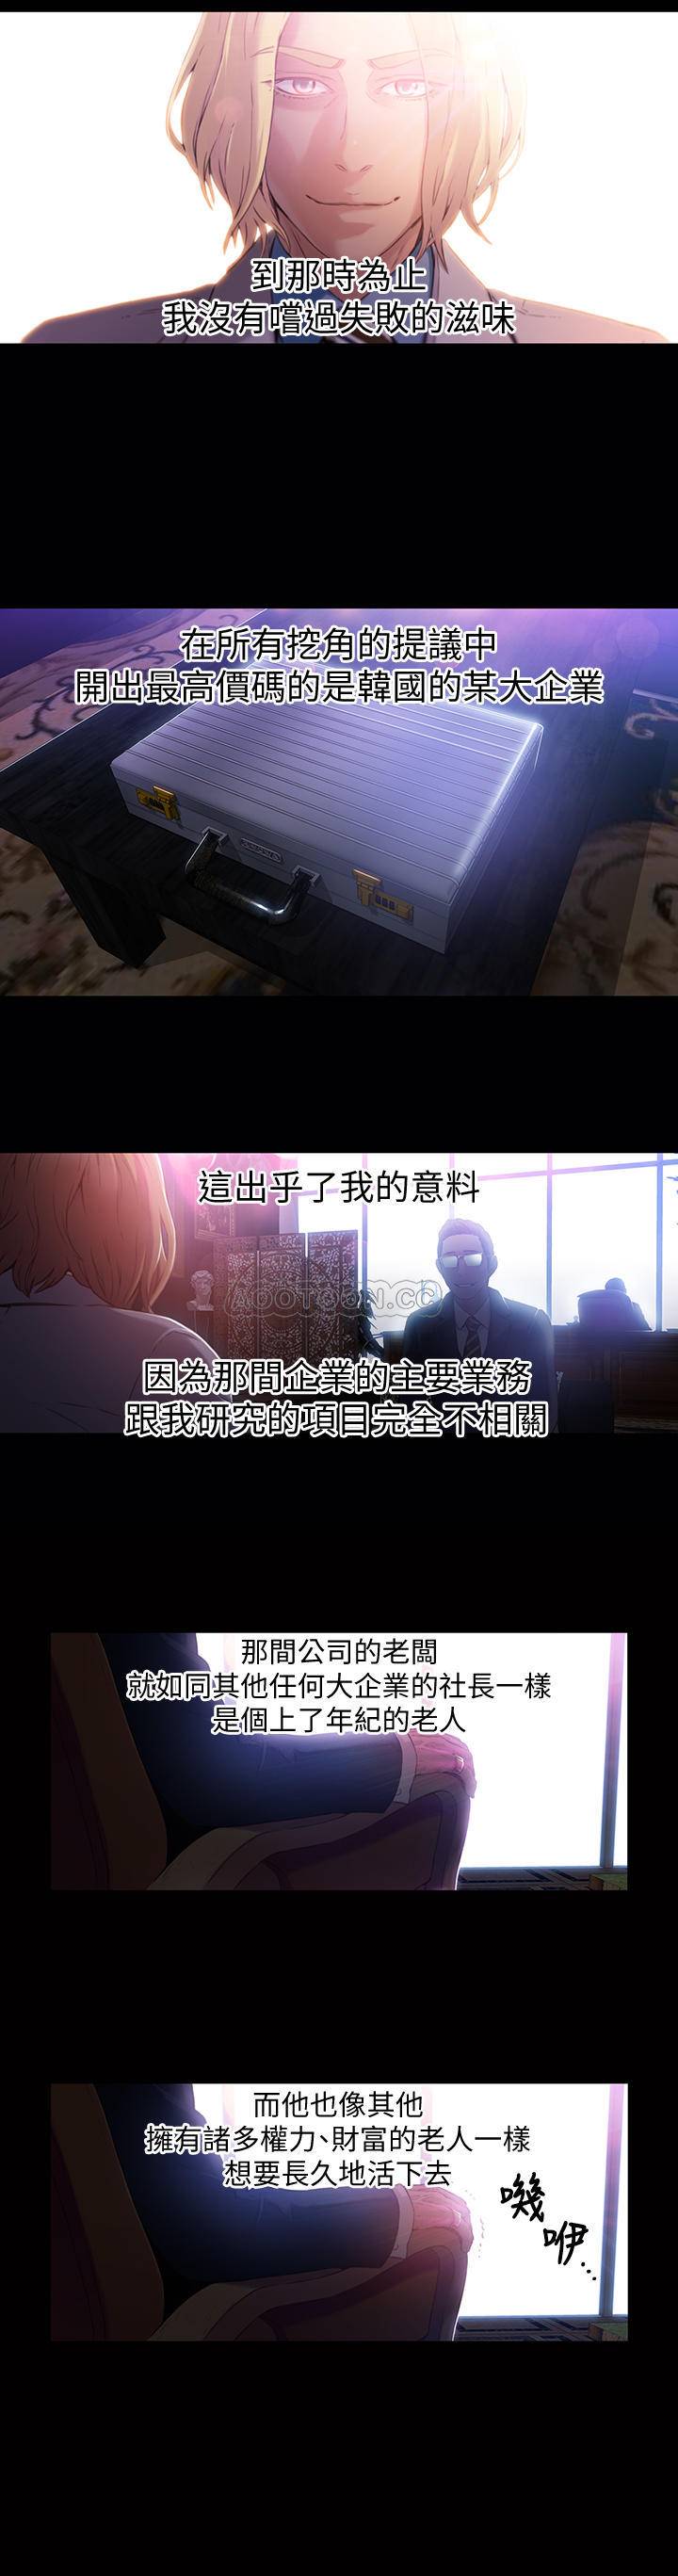 到那時為止
我沒有嚐過失敗的滋味
在所有挖角的提議中
開出最高價碼的是韓國的某大企業
這出乎了我的意料
AOOTOON.CC
因為那間企業的主要業務
跟我研究的項目完全不相關
那間公司的老闆
就如同其他任何大企業的社長一樣
是個上了年紀的老人
而他也像其他
擁有諸多權力、財富的老人一樣
想要長久地活下去
嘰
咿...